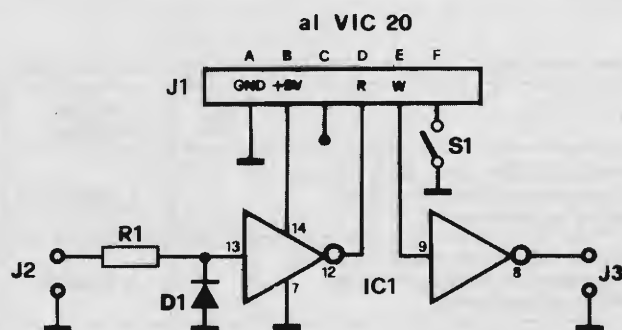 al VIC 20
A B C D E F
J1 GND +5V R W
S1
14
J2 R1 13 12 9 8 J3
D1 7 IC1